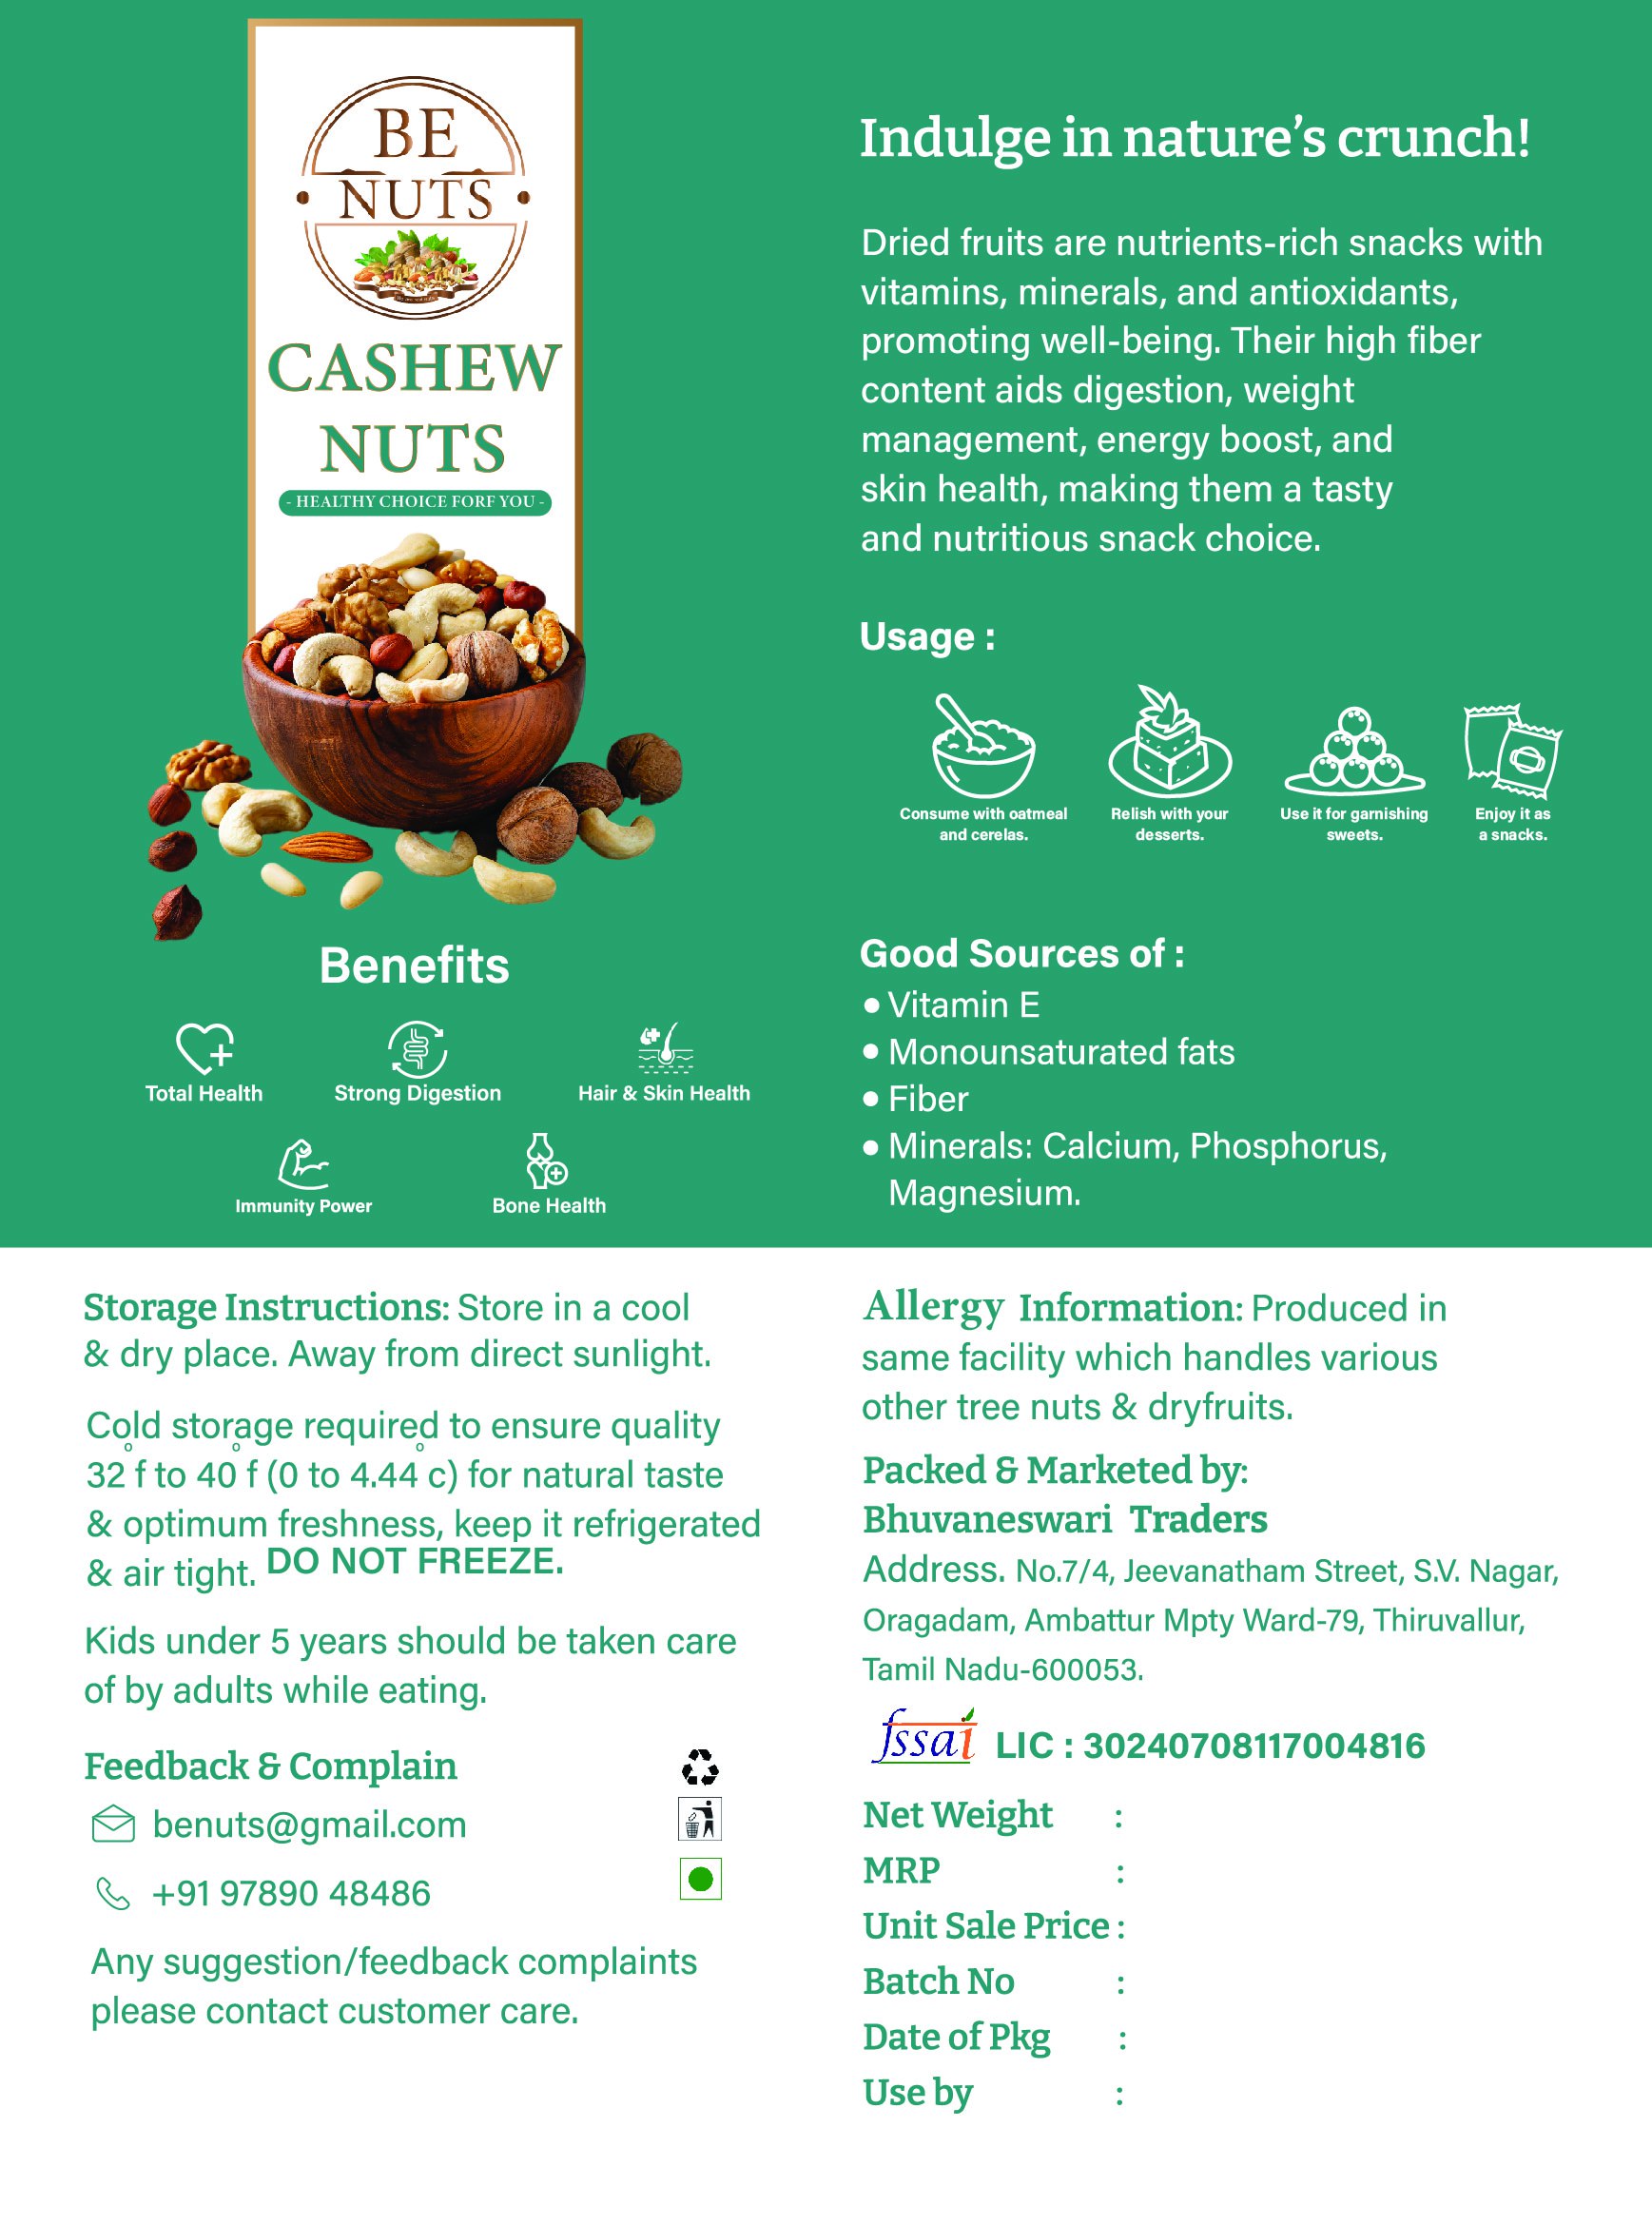 BE
NUTS
CASHEW
NUTS
- HEALTHY CHOICE FORF YOU -
Benefits
Total Health
Strong Digestion
Hair & Skin Health
Immunity Power
Bone Health
Indulge in nature's crunch!
Dried fruits are nutrients-rich snacks with
vitamins, minerals, and antioxidants,
promoting well-being. Their high fiber
content aids digestion, weight
management, energy boost, and
skin health, making them a tasty
and nutritious snack choice.
Usage :
Consume with oatmeal
and cerelas.
Relish with your
desserts.
Use it for garnishing
sweets.
Enjoy it as
a snacks.
Good Sources of :
• Vitamin E
• Monounsaturated fats
• Fiber
• Minerals: Calcium, Phosphorus,
Magnesium.
Storage Instructions: Store in a cool
& dry place. Away from direct sunlight.
Cold storage required to ensure quality
32° f to 40° f (0 to 4.44° c) for natural taste
& optimum freshness, keep it refrigerated
& air tight. DO NOT FREEZE.
Kids under 5 years should be taken care
of by adults while eating.
Feedback & Complain
benuts@gmail.com
+91 97890 48486
Any suggestion/feedback complaints
please contact customer care.
Allergy Information: Produced in
same facility which handles various
other tree nuts & dryfruits.
Packed & Marketed by:
Bhuvaneswari Traders
Address. No.7/4, Jeevanatham Street, S.V. Nagar,
Oragadam, Ambattur Mpty Ward-79, Thiruvallur,
Tamil Nadu-600053.
fssai LIC : 30240708117004816
Net Weight :
MRP :
Unit Sale Price :
Batch No :
Date of Pkg :
Use by :